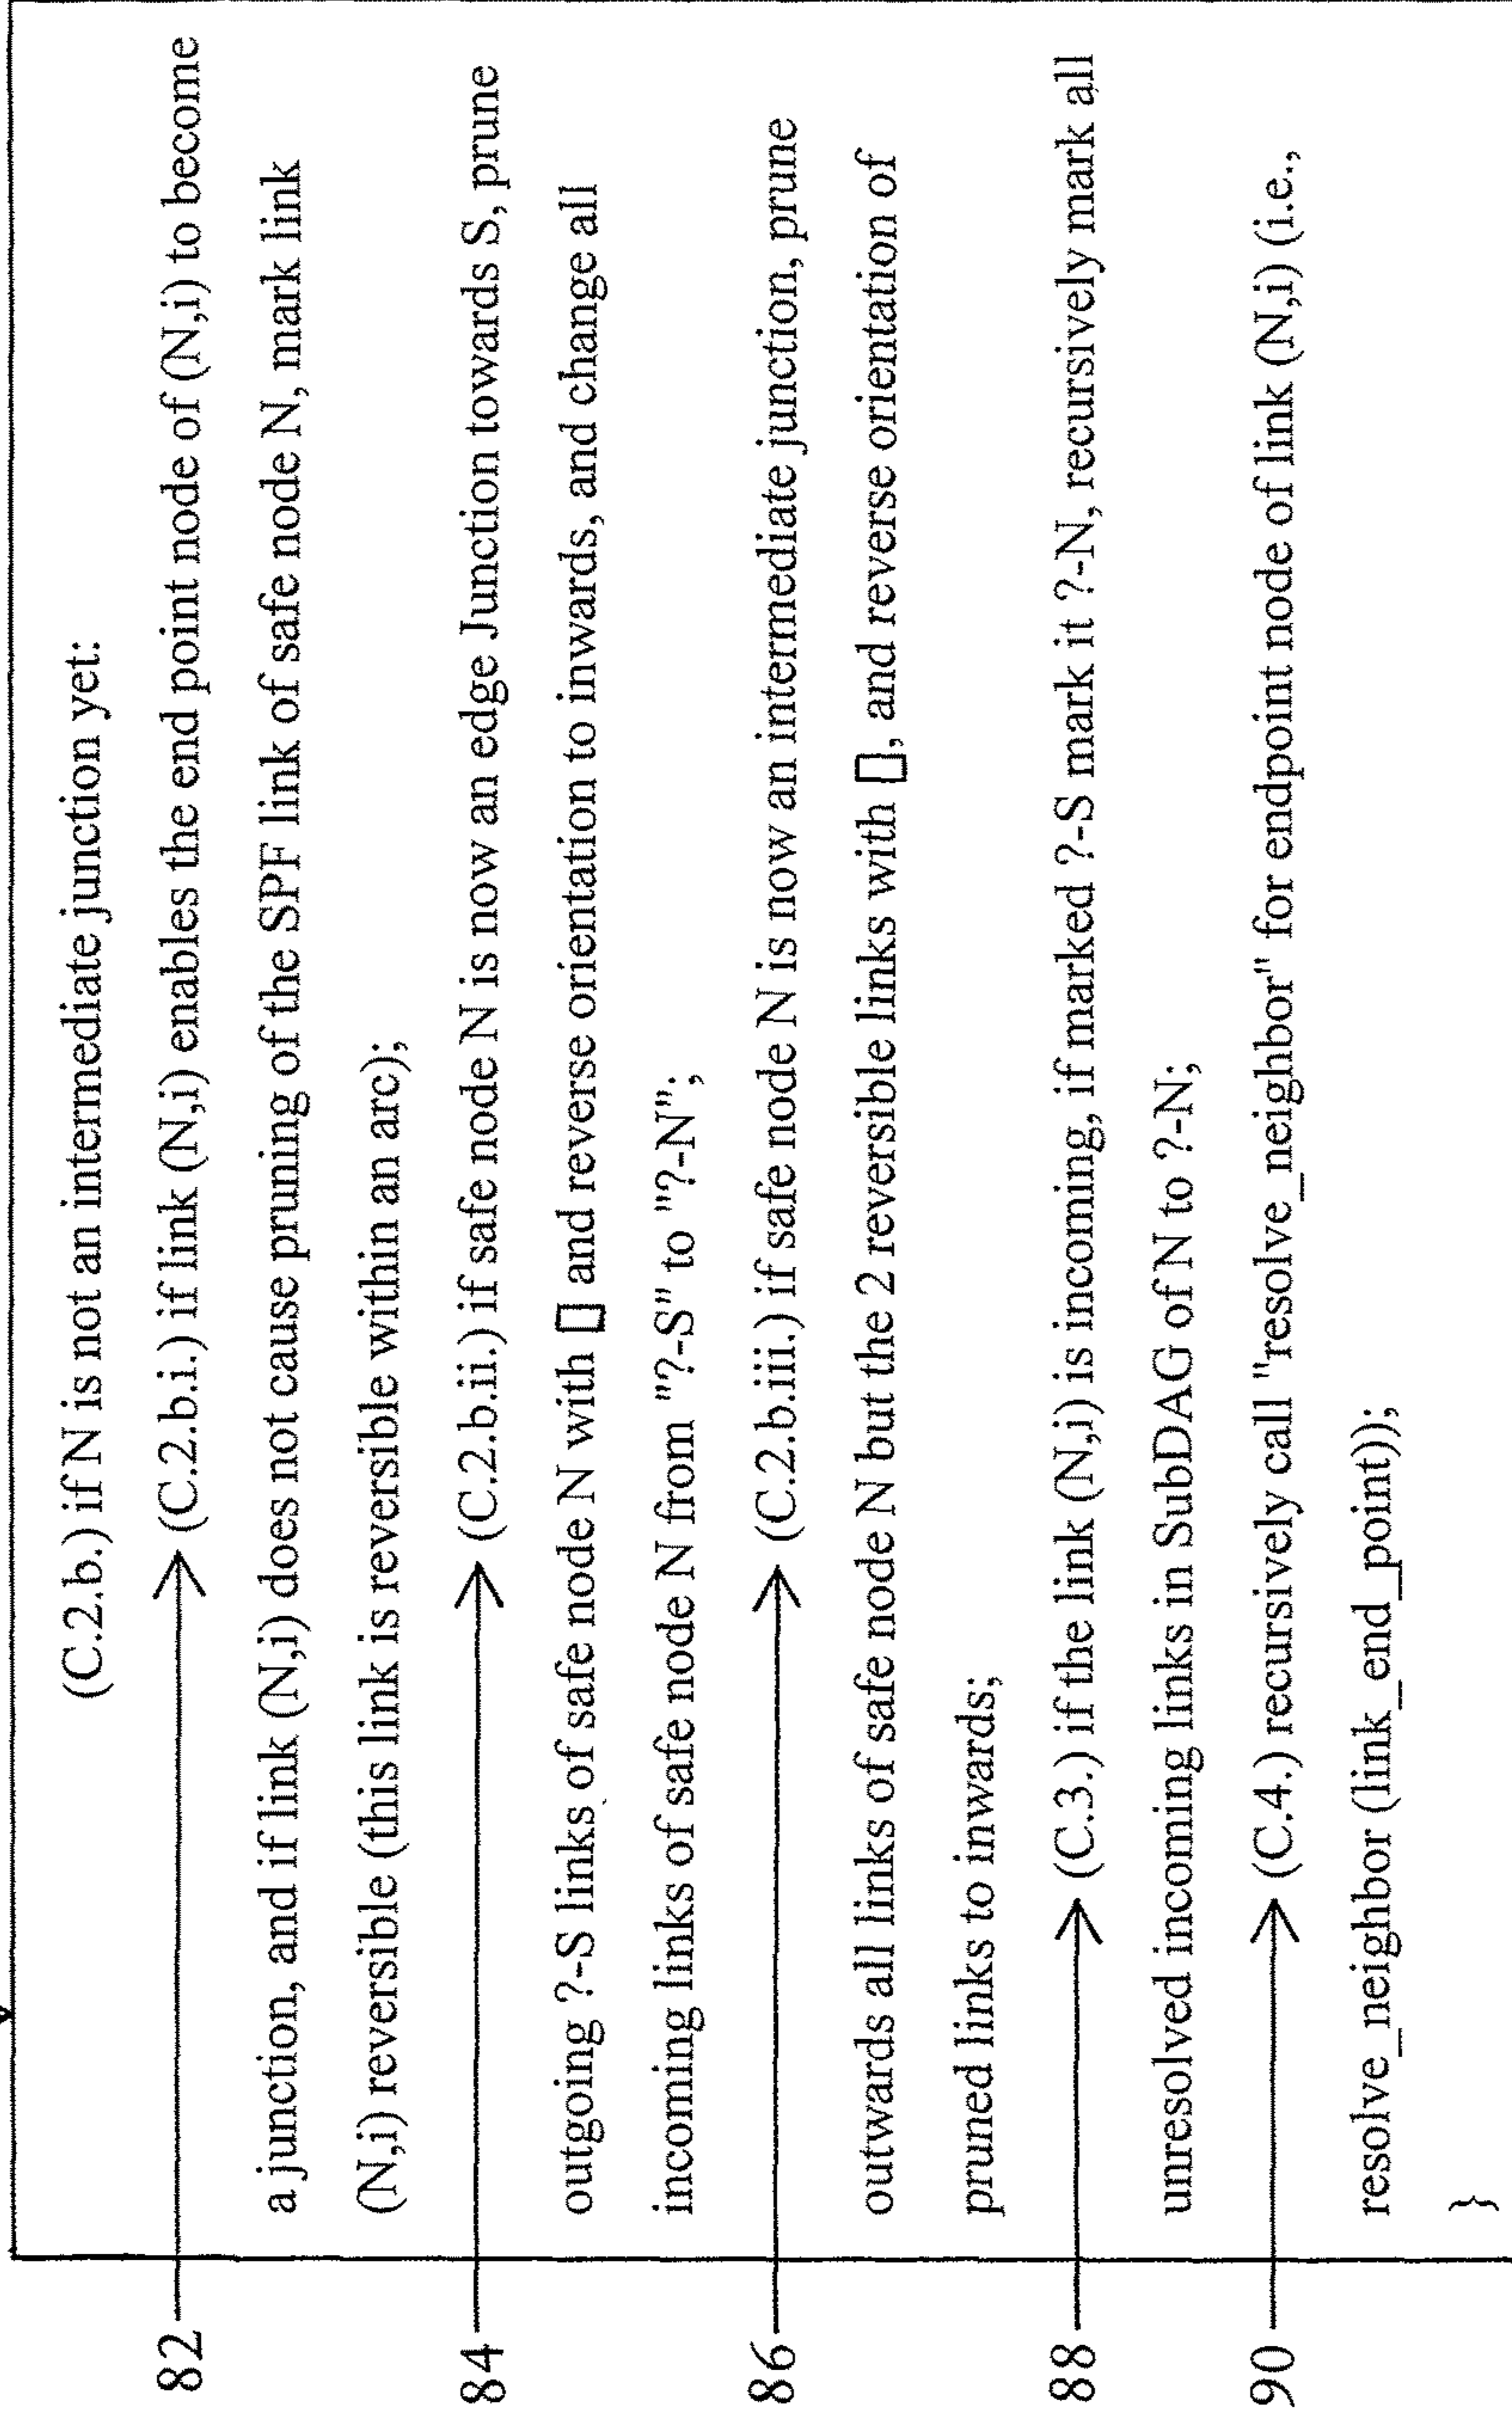 (C.2.b.) if N is not an intermediate junction yet:
82 (C.2.b.i.) if link (N,i) enables the end point node of (N,i) to become
a junction, and if link (N,i) does not cause pruning of the SPF link of safe node N, mark link
(N,i) reversible (this link is reversible within an arc);
84 (C.2.b.ii.) if safe node N is now an edge Junction towards S, prune
outgoing ?-S links of safe node N with [] and reverse orientation to inwards, and change all
incoming links of safe node N from "?-S" to "?-N";
86 (C.2.b.iii.) if safe node N is now an intermediate junction, prune
outwards all links of safe node N but the 2 reversible links with [], and reverse orientation of
pruned links to inwards;
88 (C.3.) if the link (N,i) is incoming, if marked ?-S mark it ?-N, recursively mark all
unresolved incoming links in SubDAG of N to ?-N;
90 (C.4.) recursively call "resolve_neighbor" for endpoint node of link (N,i) (i.e.,
resolve_neighbor (link_end_point));
}